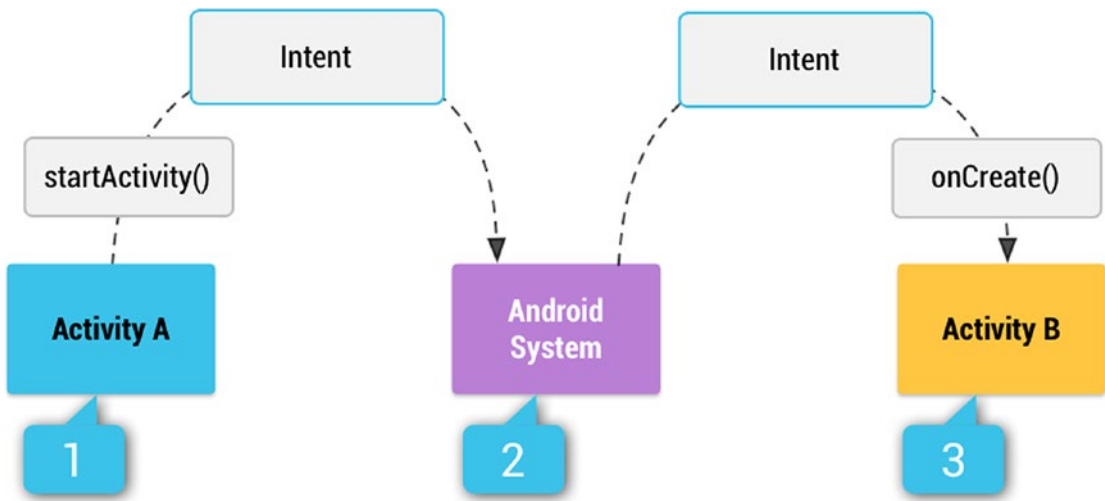 Intent
Intent
startActivity()
onCreate()
Activity A
Android
System
Activity B
1
2
3